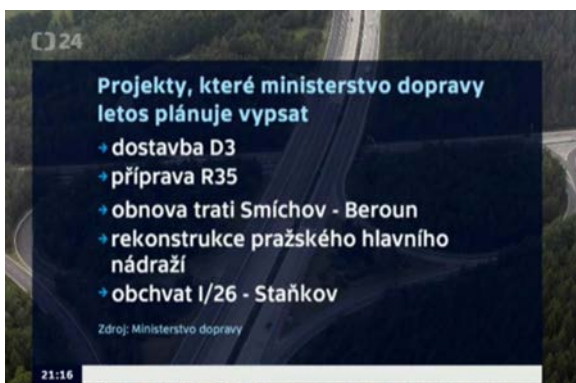 24
Projekty, které ministerstvo dopravy
letos plánuje vypsat
dostavba D3
příprava R35
obnova trati Smíchov - Beroun
rekonstrukce pražského hlavního
nádraží
obchvat I/26 - Staňkov
Zdroj: Ministerstvo dopravy
21:16